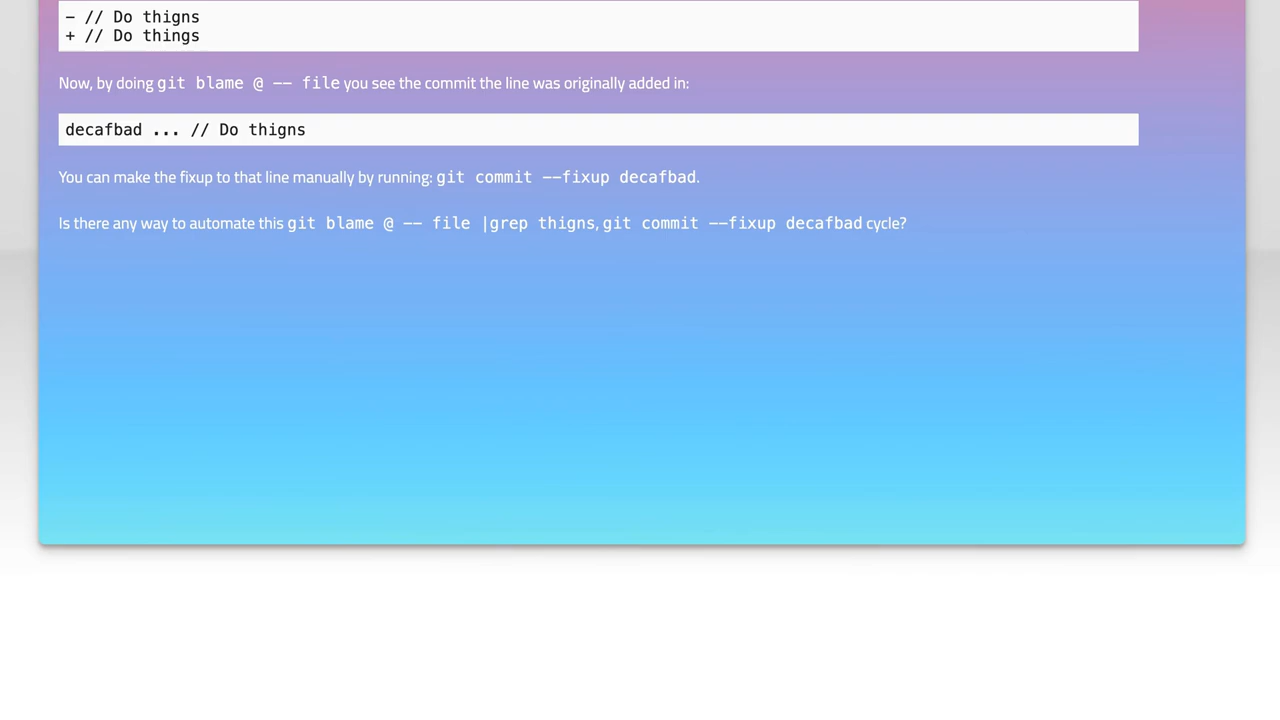 - // Do thigns
+ // Do things
Now, by doing git blame @ -- file you see the commit the line was originally added in:
decafbad ... // Do thigns
You can make the fixup to that line manually by running: git commit --fixup decafbad.
Is there any way to automate this git blame @ -- file |grep thigns, git commit --fixup decafbad cycle?